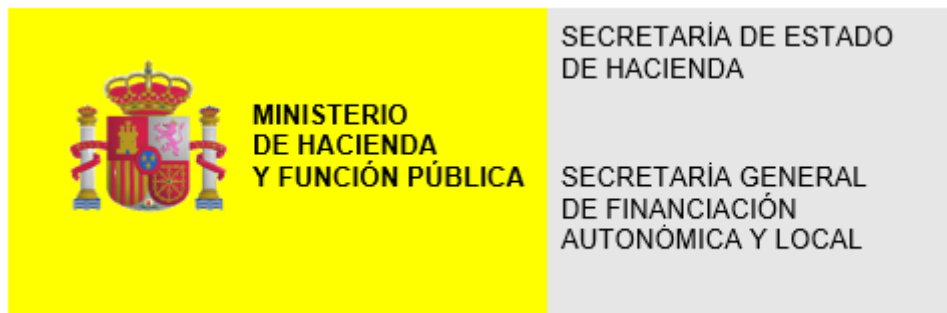 MINISTERIO
DE HACIENDA
Y FUNCIÓN PÚBLICA
SECRETARÍA DE ESTADO
DE HACIENDA
SECRETARÍA GENERAL
DE FINANCIACIÓN
AUTONÓMICA Y LOCAL